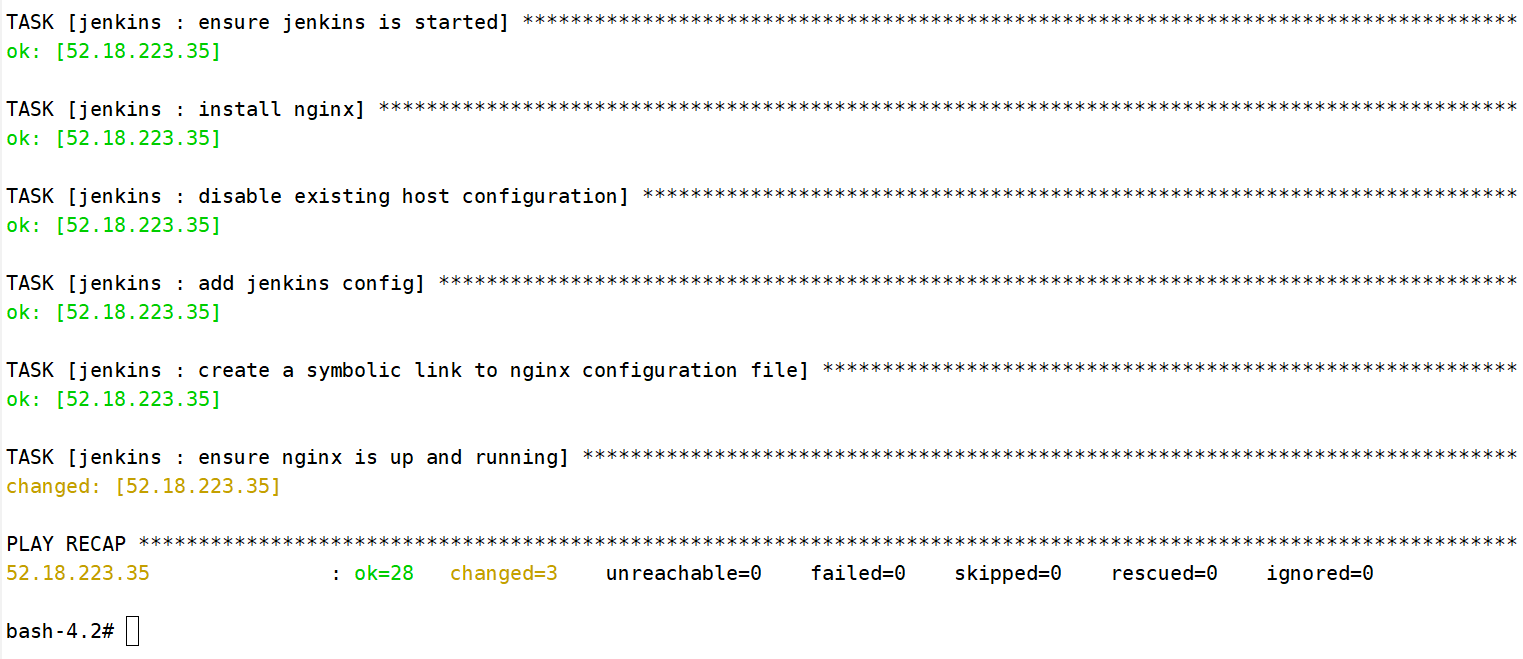 TASK [jenkins : ensure jenkins is started] ***********************************************************************************
ok: [52.18.223.35]
TASK [jenkins : install nginx] ***********************************************************************************************
ok: [52.18.223.35]
TASK [jenkins : disable existing host configuration] *************************************************************************
ok: [52.18.223.35]
TASK [jenkins : add jenkins config] ******************************************************************************************
ok: [52.18.223.35]
TASK [jenkins : create a symbolic link to nginx configuration file] **********************************************************
ok: [52.18.223.35]
TASK [jenkins : ensure nginx is up and running] ******************************************************************************
changed: [52.18.223.35]
PLAY RECAP *******************************************************************************************************************
52.18.223.35               : ok=28   changed=3    unreachable=0    failed=0    skipped=0    rescued=0    ignored=0
bash-4.2#